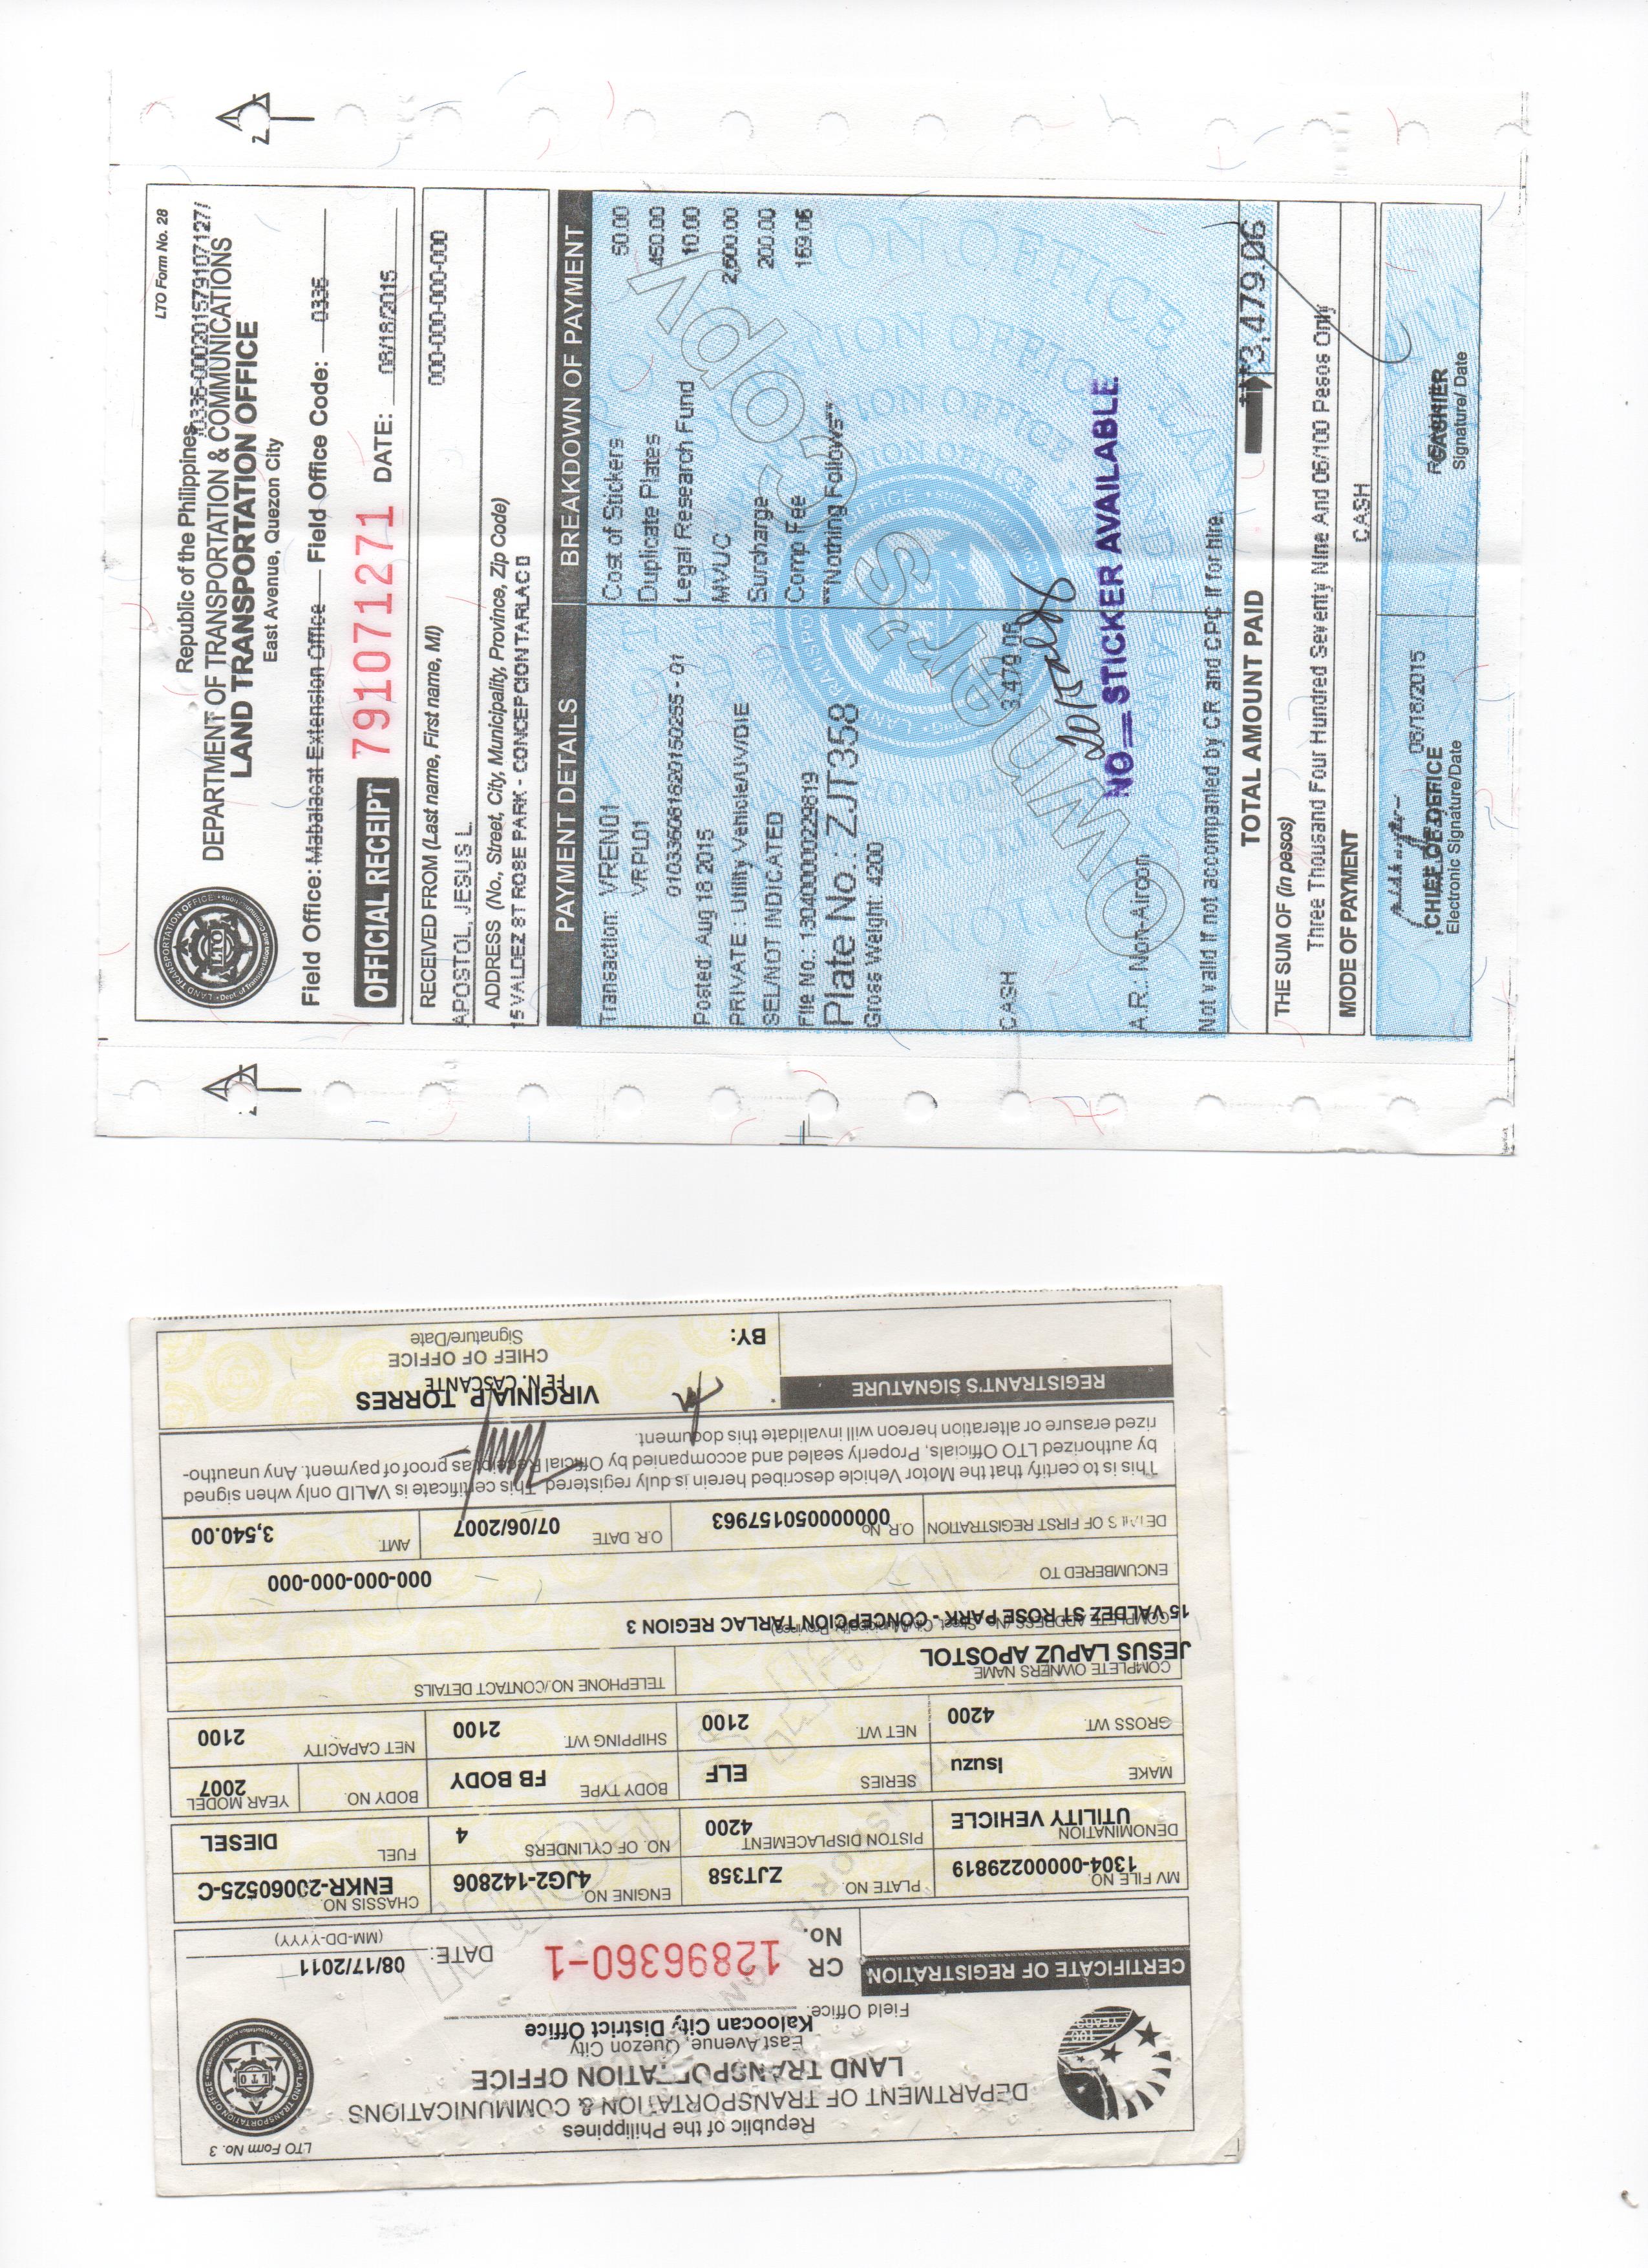 LTO Form No. 28
Republic of the Philippines
DEPARTMENT OF TRANSPORTATION & COMMUNICATIONS
LAND TRANSPORTATION OFFICE
East Avenue, Quezon City
Field Office: Mabalacat Extension Office Field Office Code: 0336
OFFICIAL RECEIPT 791071271 DATE: 08/18/2015
RECEIVED FROM (Last name, First name, MI)
APOSTOL, JESUS L. 000-000-000-000
ADDRESS (No., Street, City, Municipality, Province, Zip Code)
15 VALDEZ ST ROSE PARK - CONCEPCION TARLAC 0
PAYMENT DETAILS BREAKDOWN OF PAYMENT
Transaction: VREN01 Cost of Stickers 50.00
VRPL01 Duplicate Plates 450.00
Legal Research Fund 10.00
Posted: Aug 18 2015 MVUC 2,600.00
PRIVATE : Utility Vehicle/UV/DIE Surcharge 200.00
SEL/NOT INDICATED Comp Fee 169.06
File No.: 130400000229819 **Nothing Follows**
Plate No.: ZJT358
Gross Weight: 4200
Owner's Copy
CASH 3,479.06
NO STICKER AVAILABLE
A.R.: Non-Aircon
Not valid if not accompanied by CR and CPC if for hire.
TOTAL AMOUNT PAID **3,479.06
THE SUM OF (in pesos)
Three Thousand Four Hundred Seventy Nine And 06/100 Pesos Only
MODE OF PAYMENT CASH
08/18/2015
CHIEF OF OFFICE CASHIER
Electronic Signature/Date Signature/ Date
LTO Form No. 3
Republic of the Philippines
DEPARTMENT OF TRANSPORTATION & COMMUNICATIONS
LAND TRANSPORTATION OFFICE
East Avenue, Quezon City
Kaloocan City District Office
Field Office:
CERTIFICATE OF REGISTRATION CR No. 12896360-1 DATE: 08/17/2011
(MM-DD-YYYY)
MV FILE NO. 1304-00000229819 PLATE NO. ZJT358 ENGINE NO. 4JG2-142806 CHASSIS NO. ENKR-20060525-C
DENOMINATION UTILITY VEHICLE PISTON DISPLACEMENT 4200 NO. OF CYLINDERS 4 FUEL DIESEL
MAKE Isuzu SERIES ELF BODY TYPE FB BODY BODY NO. YEAR MODEL 2007
GROSS WT. 4200 NET WT. 2100 SHIPPING WT. 2100 NET CAPACITY 2100
COMPLETE OWNERS NAME TELEPHONE NO./CONTACT DETAILS
JESUS LAPUZ APOSTOL
COMPLETE ADDRESS (No., Street, City/Municipality, Province)
15 VALDEZ ST ROSE PARK - CONCEPCION TARLAC REGION 3
ENCUMBERED TO 000-000-000-000
DETAILS OF FIRST REGISTRATION O.R. No. 000000050157963 O.R. DATE 07/06/2007 AMT. 3,540.00
This is to certify that the Motor Vehicle described herein is duly registered. This certificate is VALID only when signed
by authorized LTO Officials, Properly sealed and accompanied by Official Receipt as proof of payment. Any unautho-
rized erasure or alteration hereon will invalidate this document.
REGISTRANT'S SIGNATURE VIRGINIA P. TORRES
FE N. CASCANTE
CHIEF OF OFFICE
BY: Signature/Date